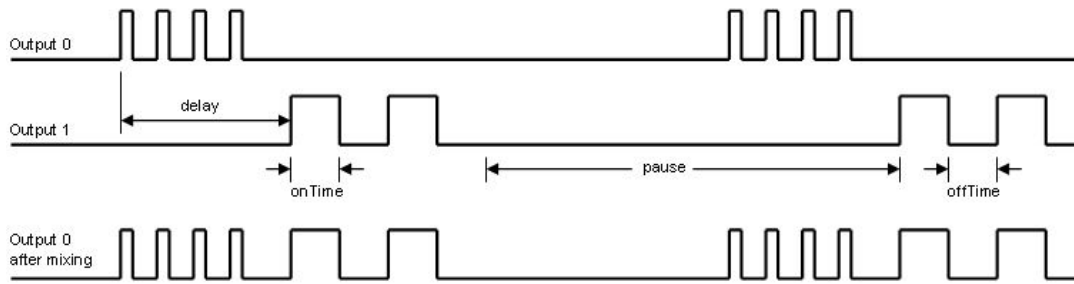 Output 0
delay
Output 1
onTime
pause
offTime
Output 0
after mixing